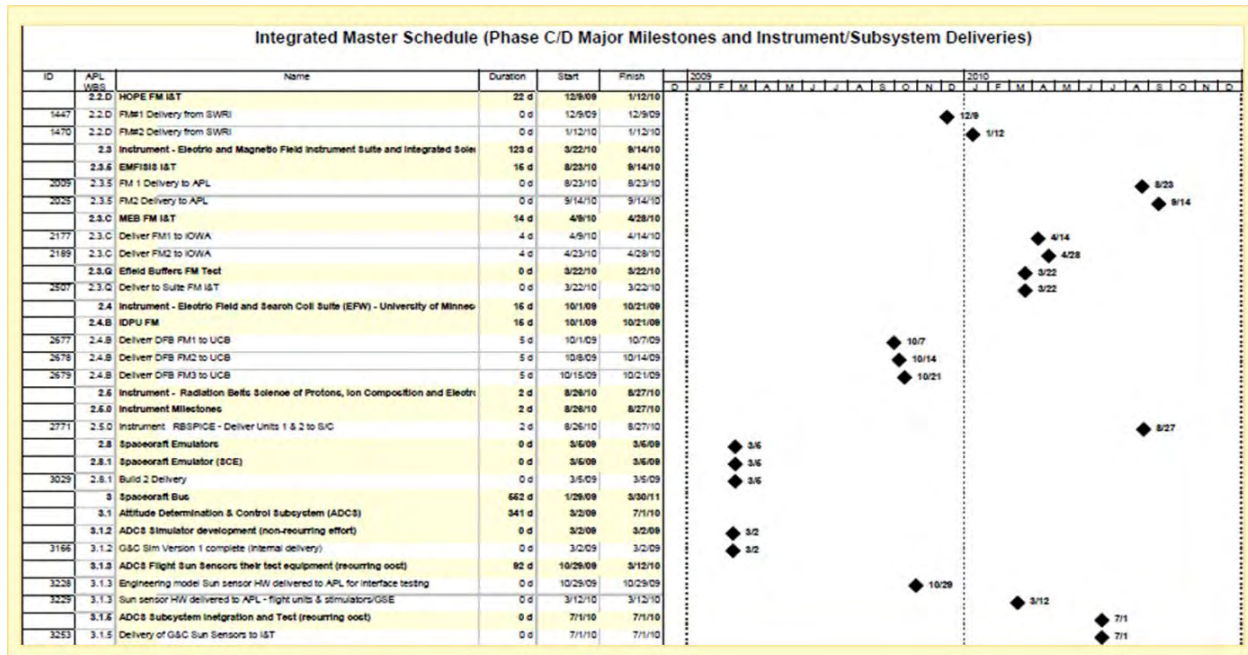 Integrated Master Schedule (Phase C/D Major Milestones and Instrument/Subsystem Deliveries)
ID APL WBS Name Duration Start Finish 2009 2010
D J F M A M J J A S O N D J F M A M J J A S O N D
2.2.D HOPE FM I&T 22 d 12/9/09 1/12/10
1447 2.2.D FM#1 Delivery from SWRI 0 d 12/9/09 12/9/09 12/9
1470 2.2.D FM#2 Delivery from SWRI 0 d 1/12/10 1/12/10 1/12
2.3 Instrument - Electric and Magnetic Field Instrument Suite and Integrated Scien 123 d 3/22/10 9/14/10
2.3.5 EMFISIS I&T 16 d 8/23/10 9/14/10
2009 2.3.5 FM 1 Delivery to APL 0 d 8/23/10 8/23/10 8/23
2025 2.3.5 FM2 Delivery to APL 0 d 9/14/10 9/14/10 9/14
2.3.C MEB FM I&T 14 d 4/9/10 4/28/10
2177 2.3.C Deliver FM1 to IOWA 4 d 4/9/10 4/14/10 4/14
2189 2.3.C Deliver FM2 to IOWA 4 d 4/23/10 4/28/10 4/28
2.3.G Efield Buffers FM Test 0 d 3/22/10 3/22/10 3/22
2507 2.3.G Deliver to Suite FM I&T 0 d 3/22/10 3/22/10 3/22
2.4 Instrument - Electric Field and Search Coil Suite (EFW) - University of Minnes 15 d 10/1/09 10/21/09
2.4.B IDPU FM 15 d 10/1/09 10/21/09
2677 2.4.B Deliverr DFB FM1 to UCB 5 d 10/1/09 10/7/09 10/7
2678 2.4.B Deliverr DFB FM2 to UCB 5 d 10/8/09 10/14/09 10/14
2679 2.4.B Deliverr DFB FM3 to UCB 5 d 10/15/09 10/21/09 10/21
2.5 Instrument - Radiation Belts Science of Protons, Ion Composition and Electro 2 d 8/26/10 8/27/10
2.5.0 Instrument Milestones 2 d 8/26/10 8/27/10
2771 2.5.0 Instrument RBSPICE - Deliver Units 1 & 2 to S/C 2 d 8/26/10 8/27/10 8/27
2.8 Spacecraft Emulators 0 d 3/5/09 3/5/09 3/5
2.8.1 Spacecraft Emulator (SCE) 0 d 3/5/09 3/5/09 3/5
3029 2.8.1 Build 2 Delivery 0 d 3/5/09 3/5/09 3/5
3 Spacecraft Bus 552 d 1/29/09 3/30/11
3.1 Attitude Determination & Control Subsystem (ADCS) 341 d 3/2/09 7/1/10
3.1.2 ADCS Simulator development (non-recurring effort) 0 d 3/2/09 3/2/09 3/2
3166 3.1.2 G&C Sim Version 1 complete (internal delivery) 0 d 3/2/09 3/2/09 3/2
3.1.3 ADCS Flight Sun Sensors their test equipment (recurring cost) 92 d 10/29/09 3/12/10
3228 3.1.3 Engineering model Sun sensor HW delivered to APL for interface testing 0 d 10/29/09 10/29/09 10/29
3229 3.1.3 Sun sensor HW delivered to APL - flight units & stimulators/GSE 0 d 3/12/10 3/12/10 3/12
3.1.5 ADCS Subsystem Inetgration and Test (recurring cost) 0 d 7/1/10 7/1/10 7/1
3253 3.1.5 Delivery of G&C Sun Sensors to I&T 0 d 7/1/10 7/1/10 7/1